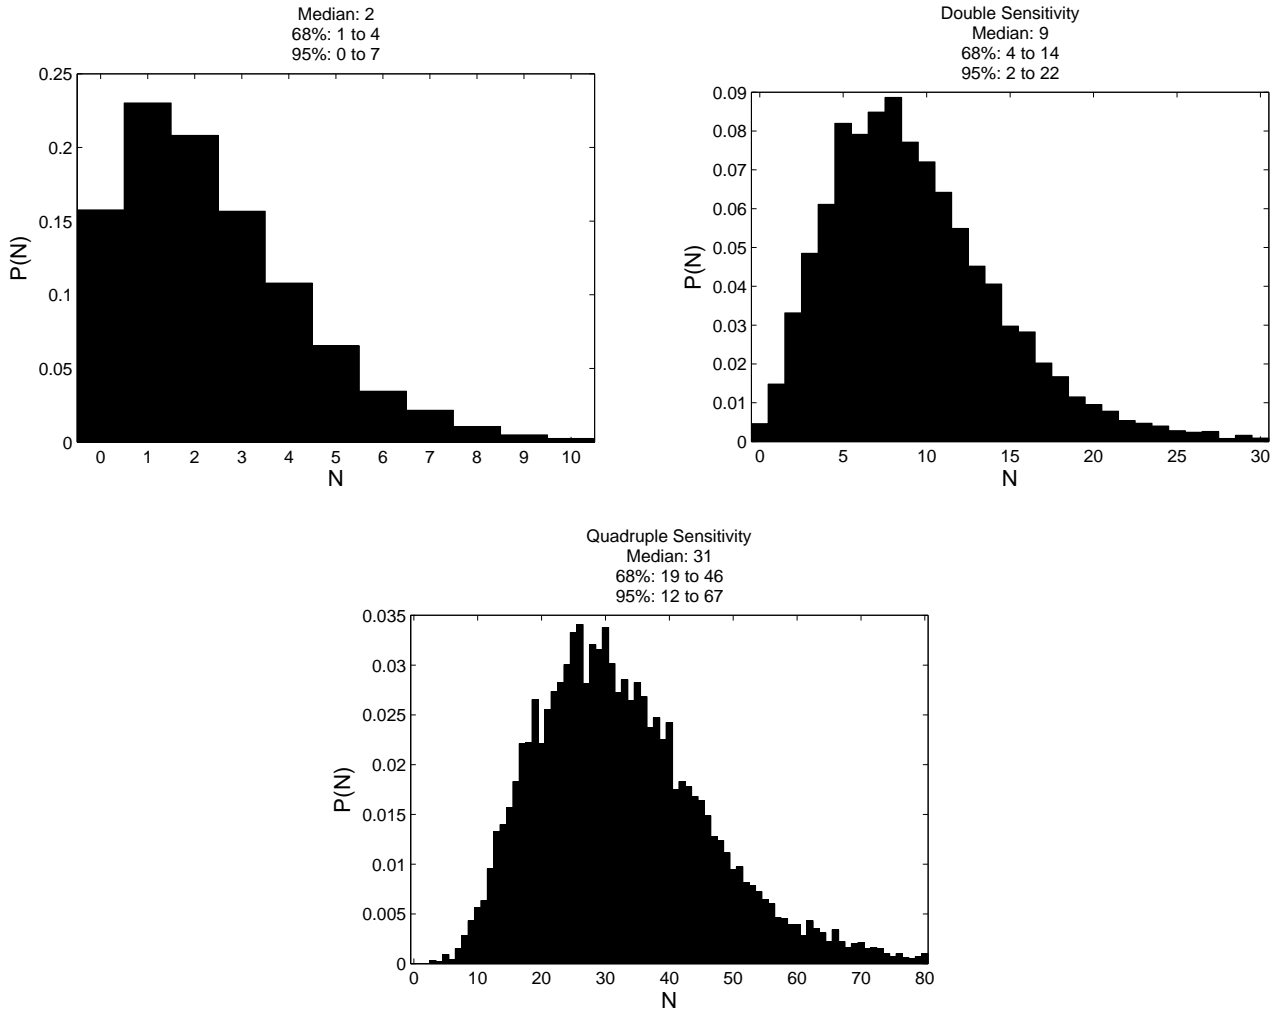 Median: 2
68%: 1 to 4
95%: 0 to 7
0.25
0.2
0.15
0.1
0.05
0
P(N)
0 1 2 3 4 5 6 7 8 9 10
N
Double Sensitivity
Median: 9
68%: 4 to 14
95%: 2 to 22
0.09
0.08
0.07
0.06
0.05
0.04
0.03
0.02
0.01
0
P(N)
0 5 10 15 20 25 30
N
Quadruple Sensitivity
Median: 31
68%: 19 to 46
95%: 12 to 67
0.035
0.03
0.025
0.02
0.015
0.01
0.005
0
P(N)
0 10 20 30 40 50 60 70 80
N